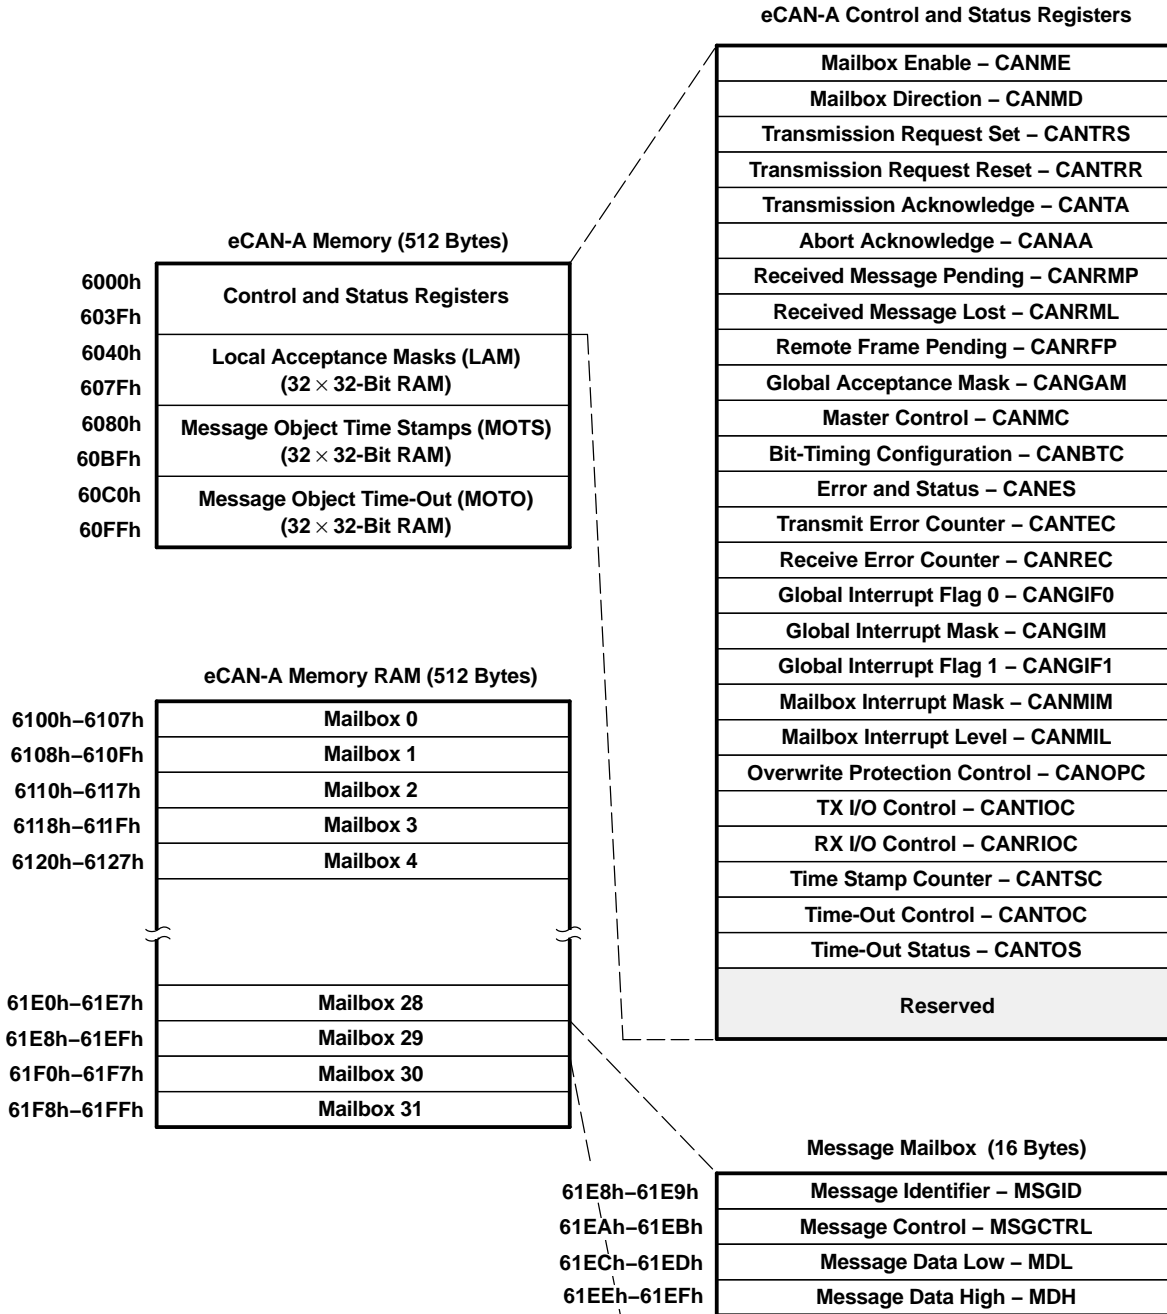 eCAN-A Control and Status Registers
Mailbox Enable – CANME
Mailbox Direction – CANMD
Transmission Request Set – CANTRS
Transmission Request Reset – CANTRR
Transmission Acknowledge – CANTA
Abort Acknowledge – CANAA
Received Message Pending – CANRMP
Received Message Lost – CANRML
Remote Frame Pending – CANRFP
Global Acceptance Mask – CANGAM
Master Control – CANMC
Bit-Timing Configuration – CANBTC
Error and Status – CANES
Transmit Error Counter – CANTEC
Receive Error Counter – CANREC
Global Interrupt Flag 0 – CANGIF0
Global Interrupt Mask – CANGIM
Global Interrupt Flag 1 – CANGIF1
Mailbox Interrupt Mask – CANMIM
Mailbox Interrupt Level – CANMIL
Overwrite Protection Control – CANOPC
TX I/O Control – CANTIOC
RX I/O Control – CANRIOC
Time Stamp Counter – CANTSC
Time-Out Control – CANTOC
Time-Out Status – CANTOS
Reserved
eCAN-A Memory (512 Bytes)
6000h
603Fh
Control and Status Registers
6040h
607Fh
Local Acceptance Masks (LAM)
(32 × 32-Bit RAM)
6080h
60BFh
Message Object Time Stamps (MOTS)
(32 × 32-Bit RAM)
60C0h
60FFh
Message Object Time-Out (MOTO)
(32 × 32-Bit RAM)
eCAN-A Memory RAM (512 Bytes)
6100h–6107h Mailbox 0
6108h–610Fh Mailbox 1
6110h–6117h Mailbox 2
6118h–611Fh Mailbox 3
6120h–6127h Mailbox 4
61E0h–61E7h Mailbox 28
61E8h–61EFh Mailbox 29
61F0h–61F7h Mailbox 30
61F8h–61FFh Mailbox 31
Message Mailbox (16 Bytes)
61E8h–61E9h Message Identifier – MSGID
61EAh–61EBh Message Control – MSGCTRL
61ECh–61EDh Message Data Low – MDL
61EEh–61EFh Message Data High – MDH